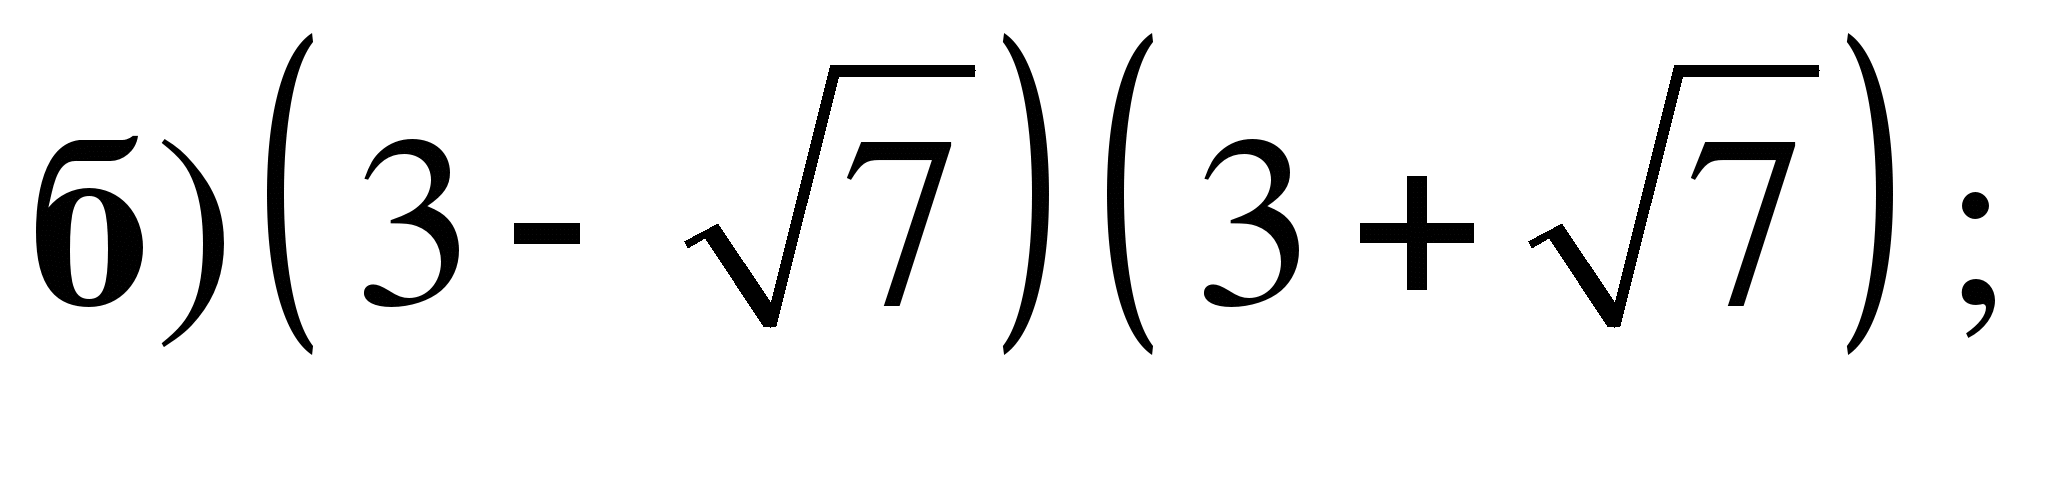 б) (3 - √7)(3 + √7);